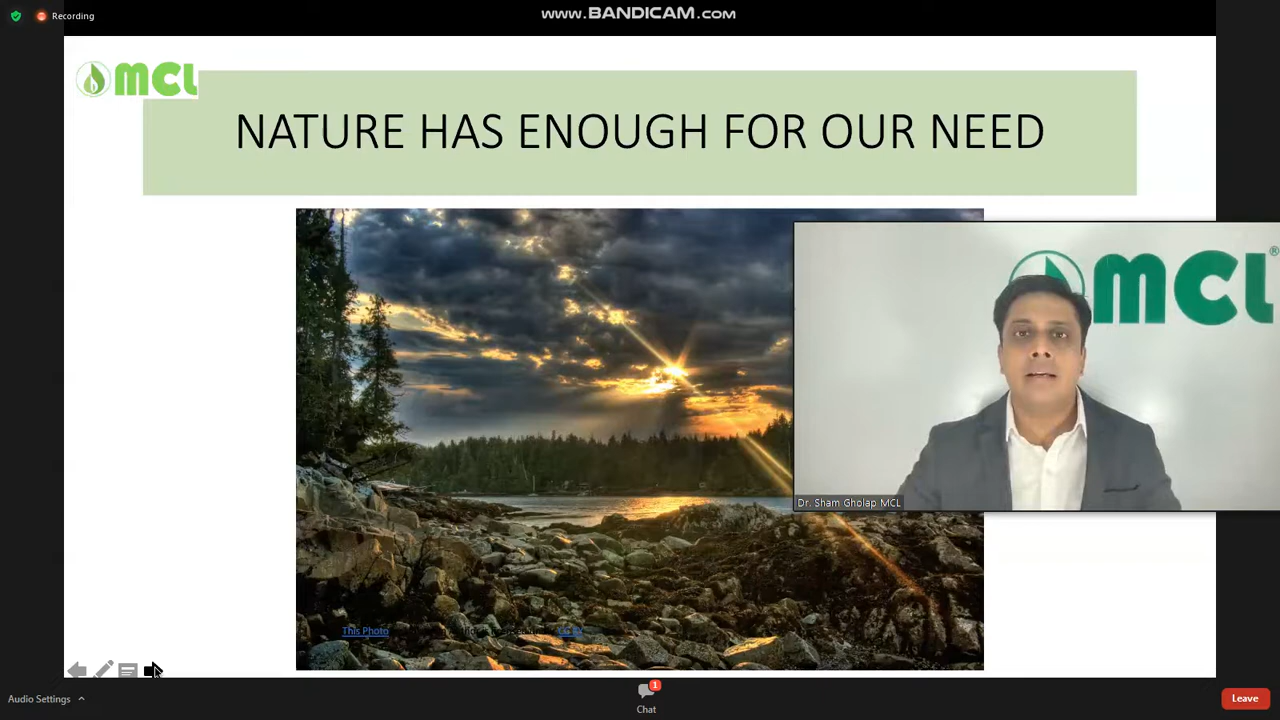 Recording
WWW.BANDICAM.COM
MCL
NATURE HAS ENOUGH FOR OUR NEED
MCL®
Dr. Sham Gholap MCL
This Photo
Audio Settings
1
Chat
Leave